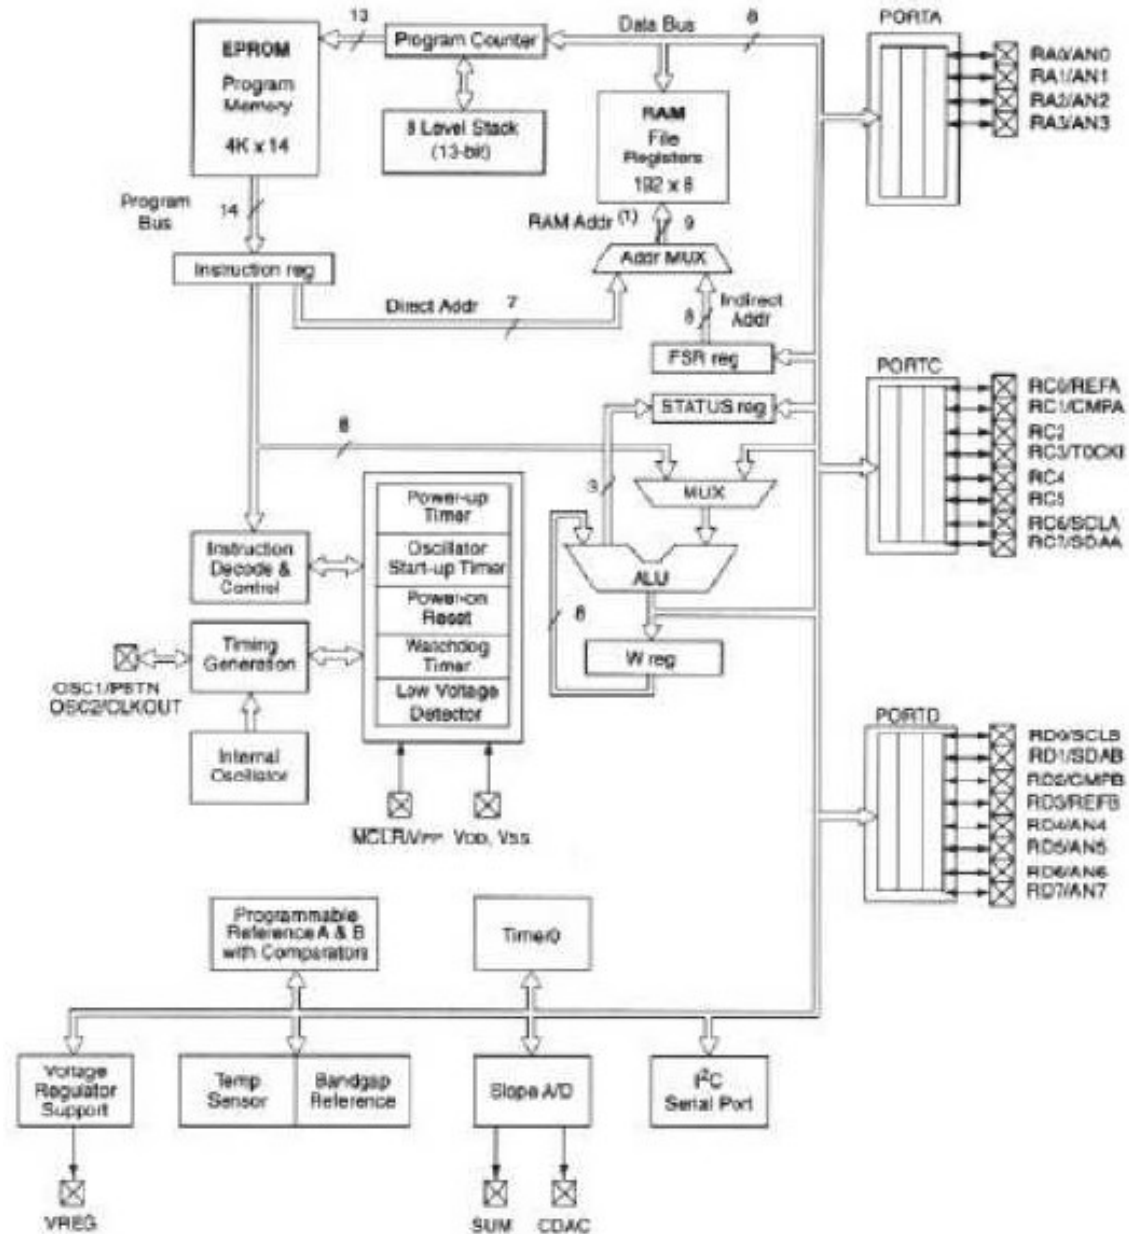 13
Data Bus
8
PORTA
EPROM
Program
Memory
4K x 14
Program Counter
8 Level Stack
(13-bit)
RAM
File
Registers
192 x 8
RA0/AN0
RA1/AN1
RA2/AN2
RA3/AN3
Program
Bus
14
RAM Addr (1)
9
Addr MUX
Instruction reg
Direct Addr
7
8
Indirect
Addr
FSR reg
STATUS reg
PORTC
RC0/REFA
RC1/CMPA
RC2
RC3/T0CKI
RC4
RC5
RC6/SCLA
RC7/SDAA
8
3
MUX
Power-up
Timer
Oscillator
Start-up Timer
Power-on
Reset
Watchdog
Timer
Low Voltage
Detector
Instruction
Decode &
Control
ALU
8
W reg
Timing
Generation
OSC1/PBTN
OSC2/CLKOUT
Internal
Oscillator
MCLR/VPP VDD, VSS
PORTD
RD0/SCLB
RD1/SDAB
RD2/CMPB
RD3/REFB
RD4/AN4
RD5/AN5
RD6/AN6
RD7/AN7
Programmable
Reference A & B
with Comparators
Timer0
Voltage
Regulator
Support
Temp
Sensor
Bandgap
Reference
Slope A/D
I²C
Serial Port
VREG
SUM
CDAC